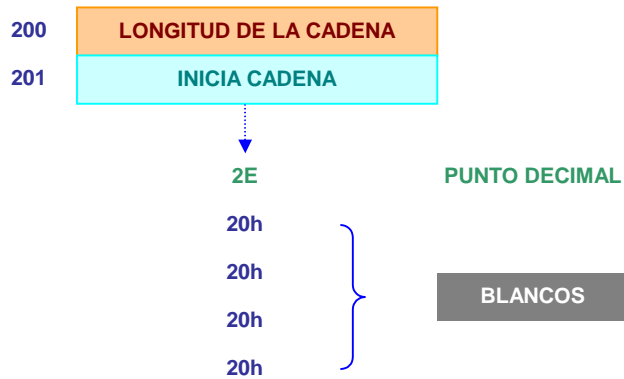 200 LONGITUD DE LA CADENA
201 INICIA CADENA
2E PUNTO DECIMAL
20h
20h
BLANCOS
20h
20h